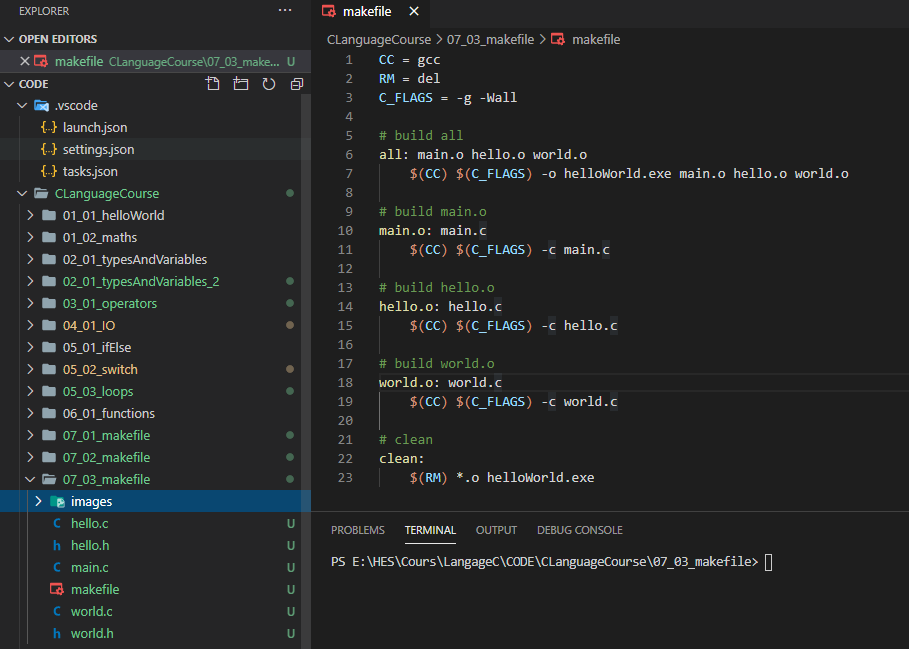 EXPLORER
OPEN EDITORS
makefile CLanguageCourse\07_03_make... U
CODE
.vscode
{..} launch.json
{..} settings.json
{..} tasks.json
CLanguageCourse
01_01_helloWorld
01_02_maths
02_01_typesAndVariables
02_01_typesAndVariables_2
03_01_operators
04_01_IO
05_01_ifElse
05_02_switch
05_03_loops
06_01_functions
07_01_makefile
07_02_makefile
07_03_makefile
images
C hello.c U
h hello.h U
C main.c U
makefile U
C world.c U
h world.h U
makefile
CLanguageCourse > 07_03_makefile > makefile
1 CC = gcc
2 RM = del
3 C_FLAGS = -g -Wall
4
5 # build all
6 all: main.o hello.o world.o
7 $(CC) $(C_FLAGS) -o helloWorld.exe main.o hello.o world.o
8
9 # build main.o
10 main.o: main.c
11 $(CC) $(C_FLAGS) -c main.c
12
13 # build hello.o
14 hello.o: hello.c
15 $(CC) $(C_FLAGS) -c hello.c
16
17 # build world.o
18 world.o: world.c
19 $(CC) $(C_FLAGS) -c world.c
20
21 # clean
22 clean:
23 $(RM) *.o helloWorld.exe
PROBLEMS TERMINAL OUTPUT DEBUG CONSOLE
PS E:\HES\Cours\LangageC\CODE\CLanguageCourse\07_03_makefile>